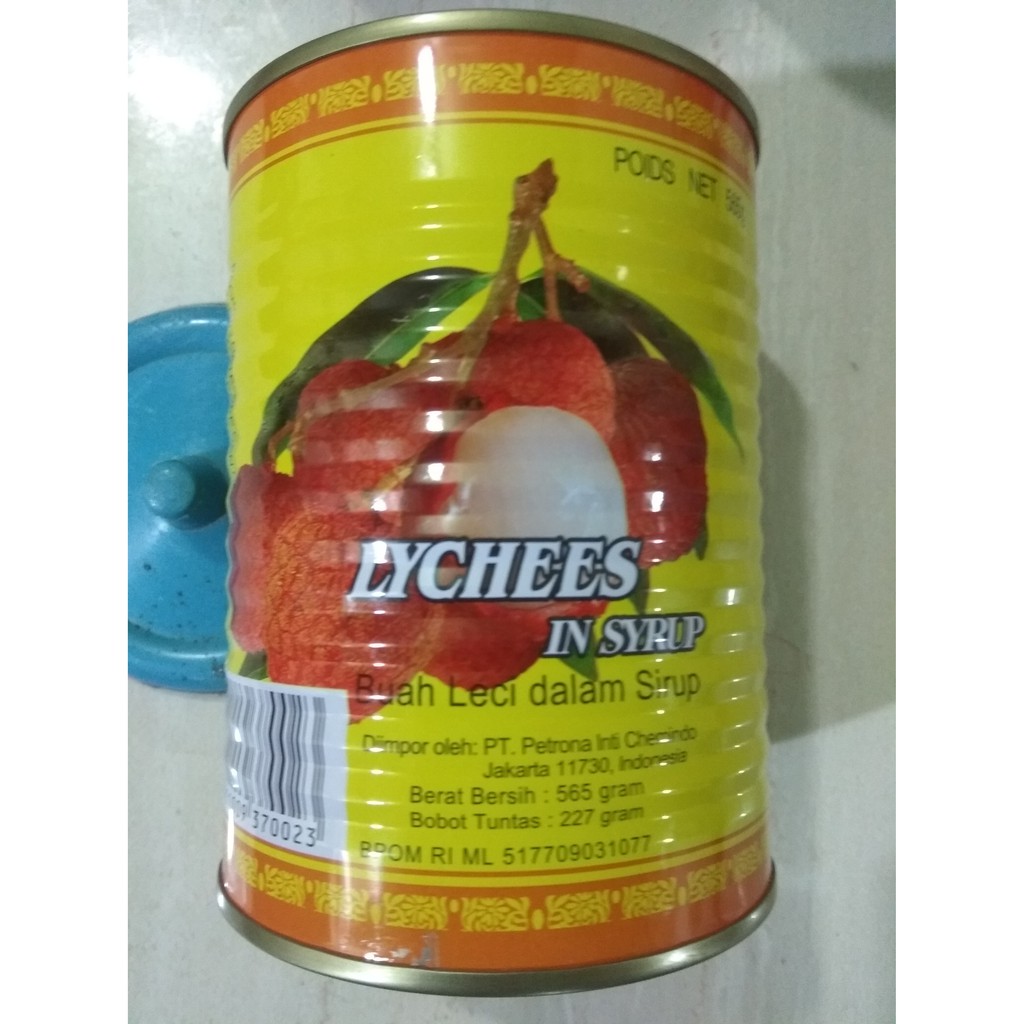 POIDS NET
LYCHEES
IN SYRUP
Buah Leci dalam Sirup
Diimpor oleh: PT. Petrona Inti Chemindo
Jakarta 11730, Indonesia
Berat Bersih : 565 gram
Bobot Tuntas : 227 gram
BPOM RI ML 517709031077
370023